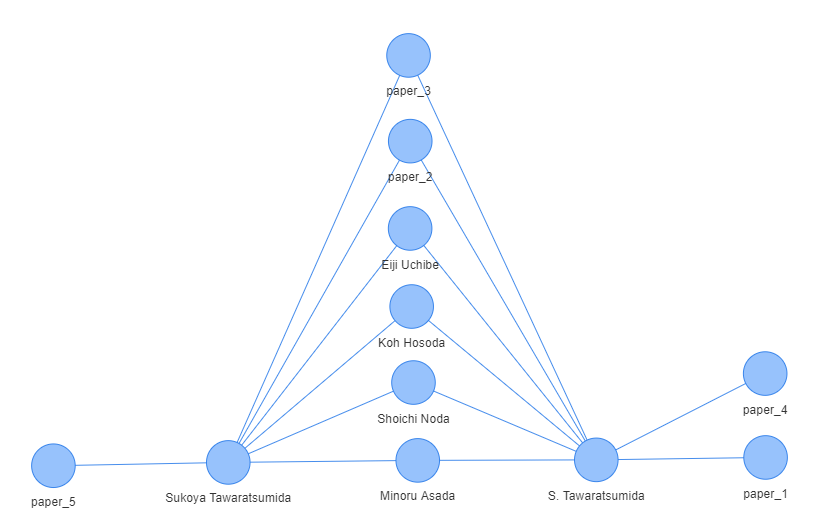 paper_3
paper_2
Eiji Uchibe
Koh Hosoda
Shoichi Noda
paper_4
paper_5
Sukoya Tawaratsumida
Minoru Asada
S. Tawaratsumida
paper_1